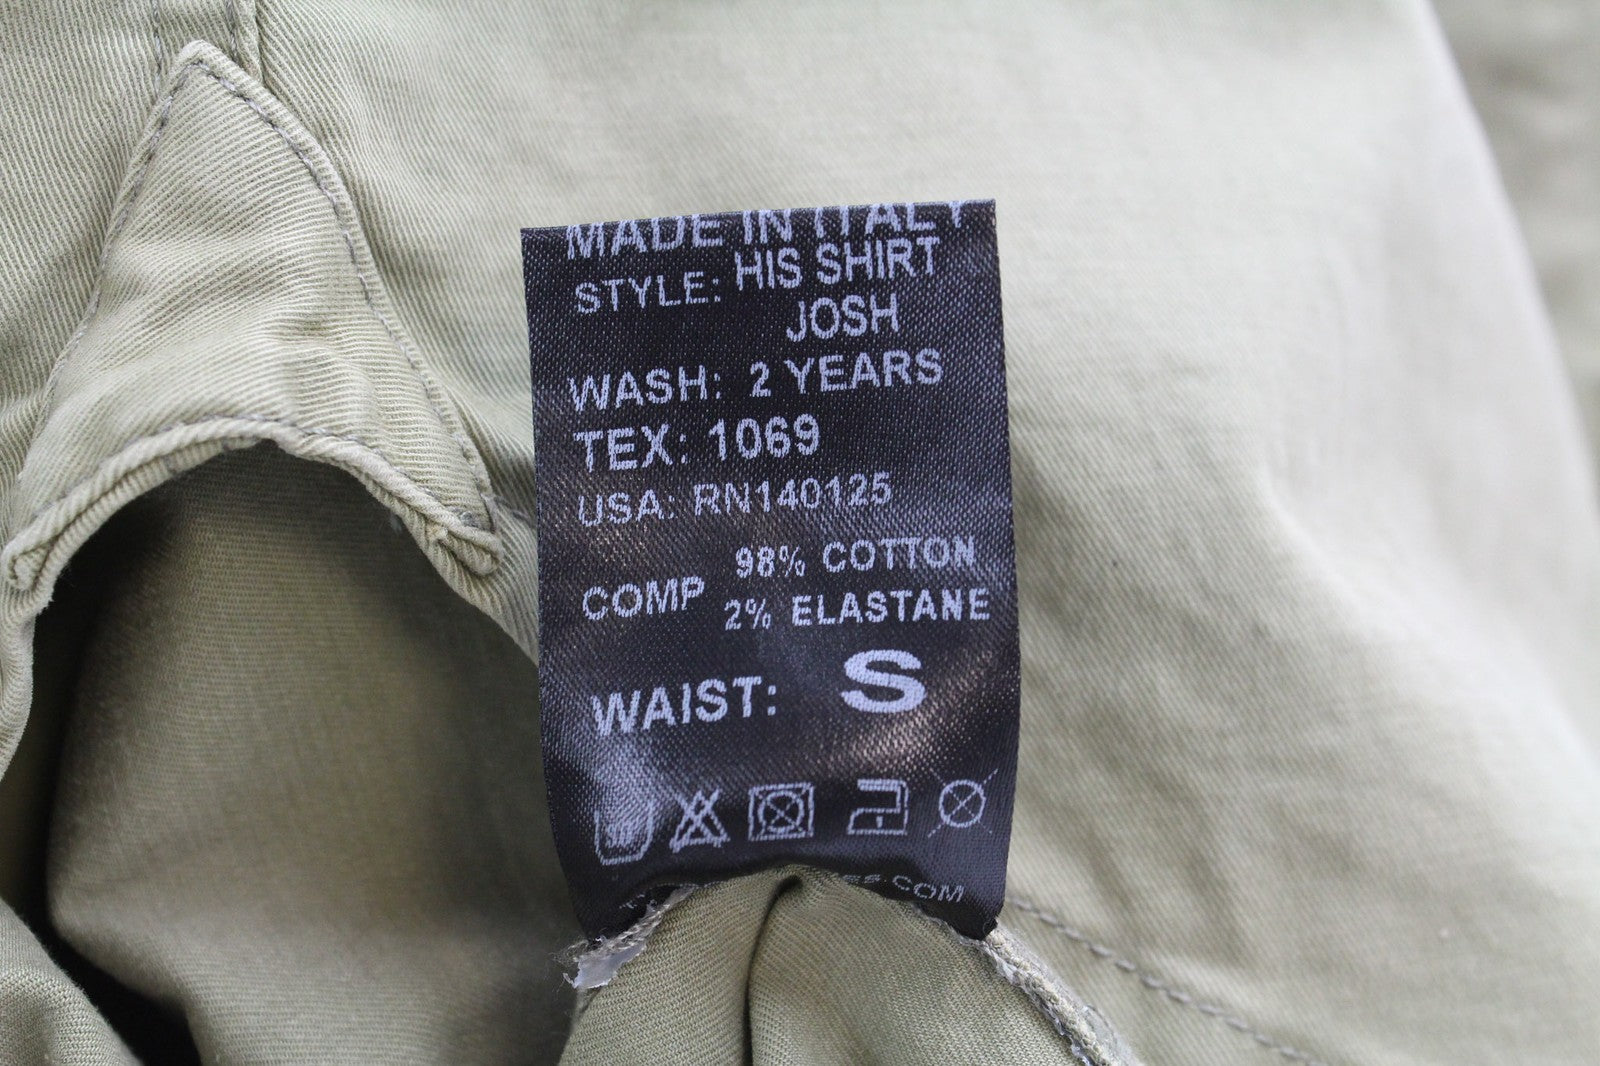 MADE IN ITALY
STYLE: HIS SHIRT
JOSH
WASH: 2 YEARS
TEX: 1069
USA: RN140125
COMP 98% COTTON
2% ELASTANE
WAIST: S
.COM